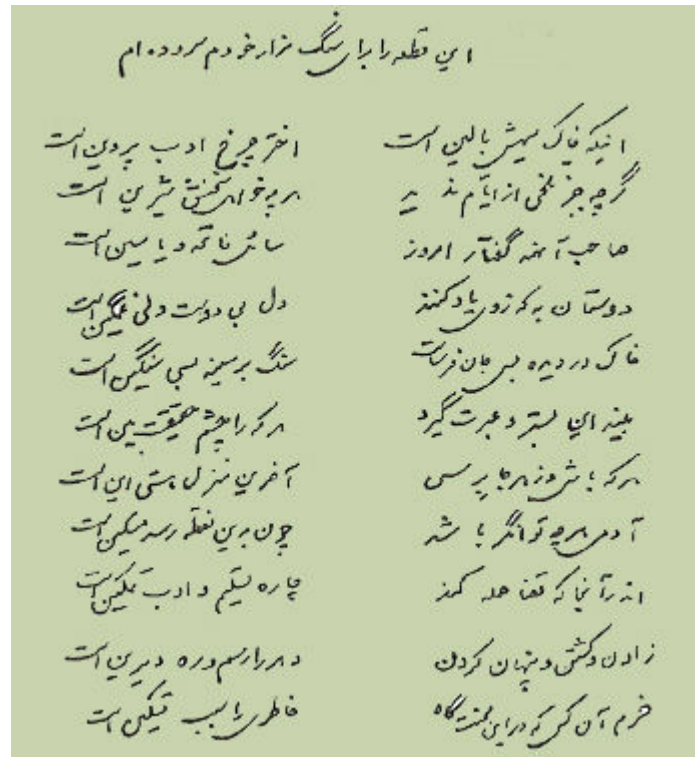 این قطعه را برای سنگ مزار خودم سروده ام
اینکه خاک سیهش بالین است اختر چرخ ادب پروین است
گرچه جز تلخی از ایام ندید هر چه خواهی سخنش شیرین است
صاحب آنهمه گفتار امروز سائل فاتحه و یاسین است
دوستان به که ز وی یاد کنند دل بی دوست دلی غمگین است
خاک در دیده بسی جان فرساست سنگ بر سینه بسی سنگین است
بیند این بستر و عبرت گیرد هر که را چشم حقیقت بین است
هر که باشی و ز هر جا برسی آخرین منزل هستی این است
آدمی هر چه توانگر باشد چون بدین نقطه رسد مسکین است
اندر آنجا که قضا حمله کند چاره تسلیم و ادب تمکین است
زادن و کشتن و پنهان کردن دهر را رسم و ره دیرین است
خرم آن کس که در این محنت گاه خاطری را سبب تسکین است